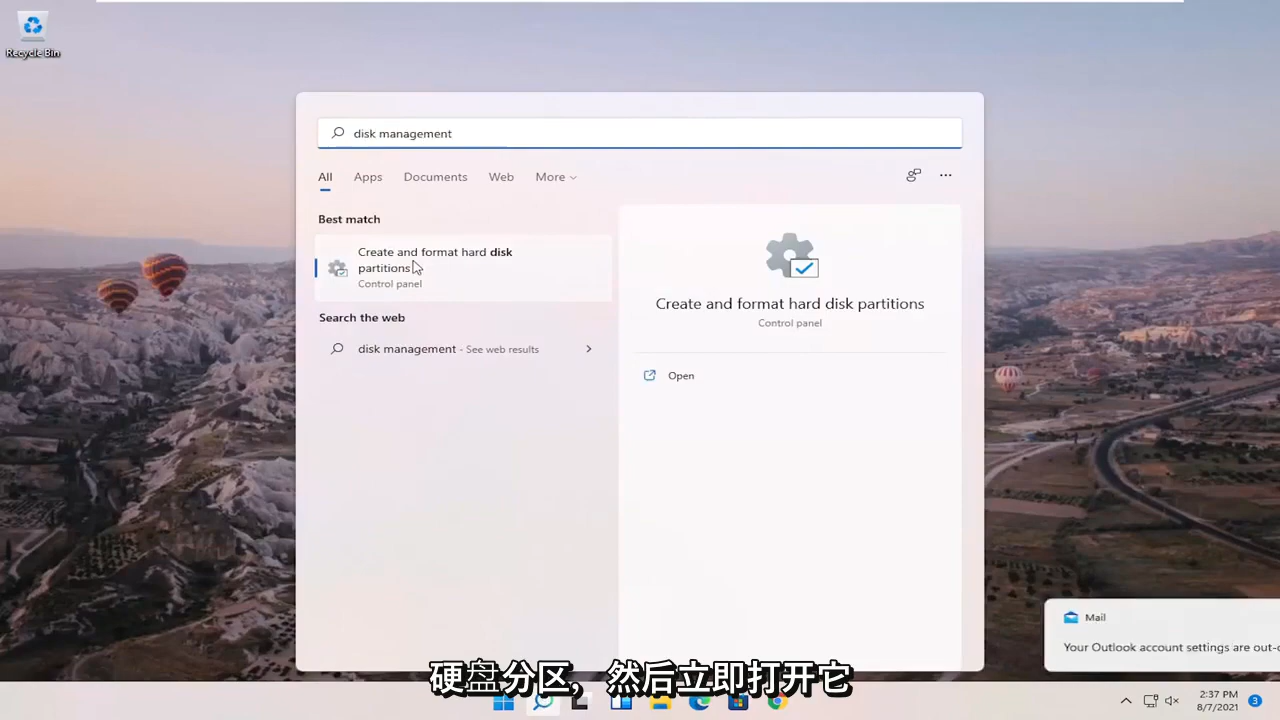 Recycle Bin
disk management
All
Apps
Documents
Web
More
Best match
Create and format hard disk
partitions
Control panel
Search the web
disk management - See web results
Create and format hard disk partitions
Control panel
Open
Mail
Your Outlook account settings are out-
硬盘分区，然后立即打开它
2:37 PM
8/7/2021
3